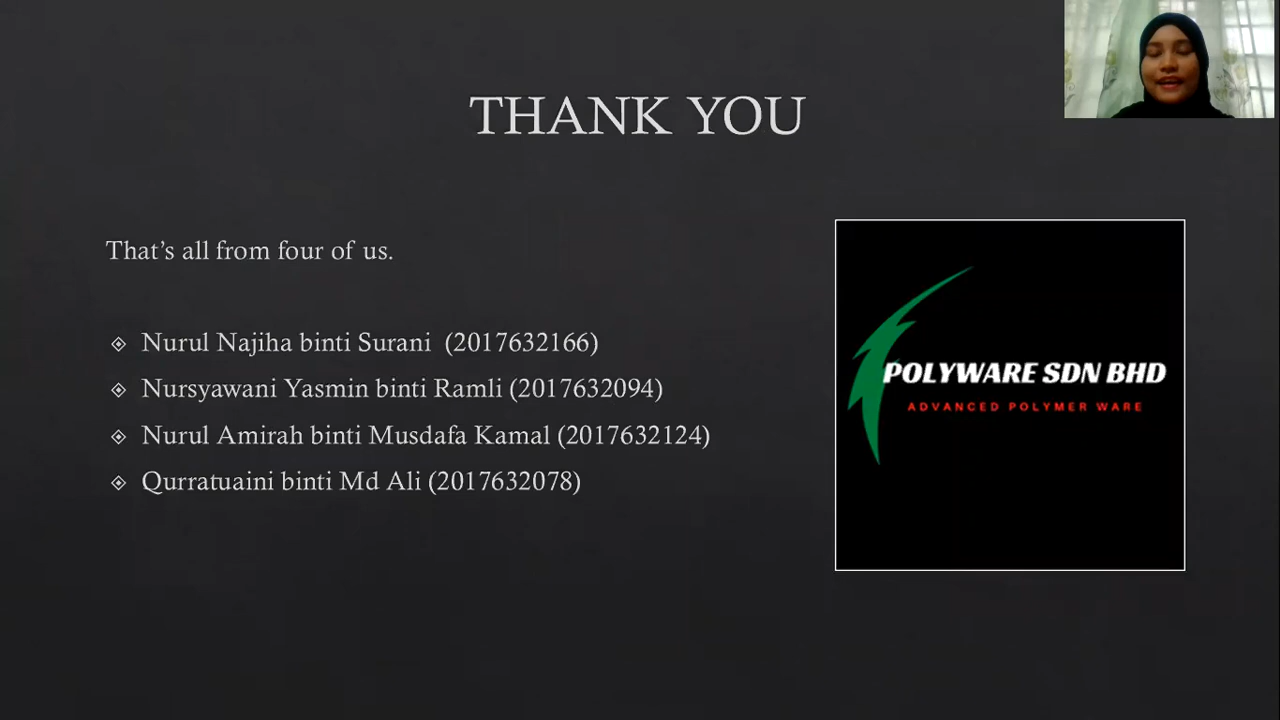 THANK YOU
That's all from four of us.
Nurul Najiha binti Surani (2017632166)
Nursyawani Yasmin binti Ramli (2017632094)
Nurul Amirah binti Musdafa Kamal (2017632124)
Qurratuaini binti Md Ali (2017632078)
POLYWARE SDN BHD
ADVANCED POLYMER WARE